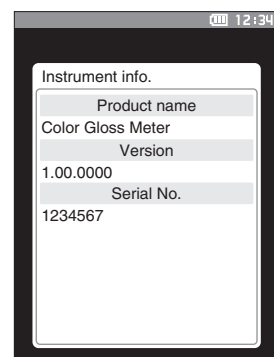 12:34
Instrument info.
Product name
Color Gloss Meter
Version
1.00.0000
Serial No.
1234567